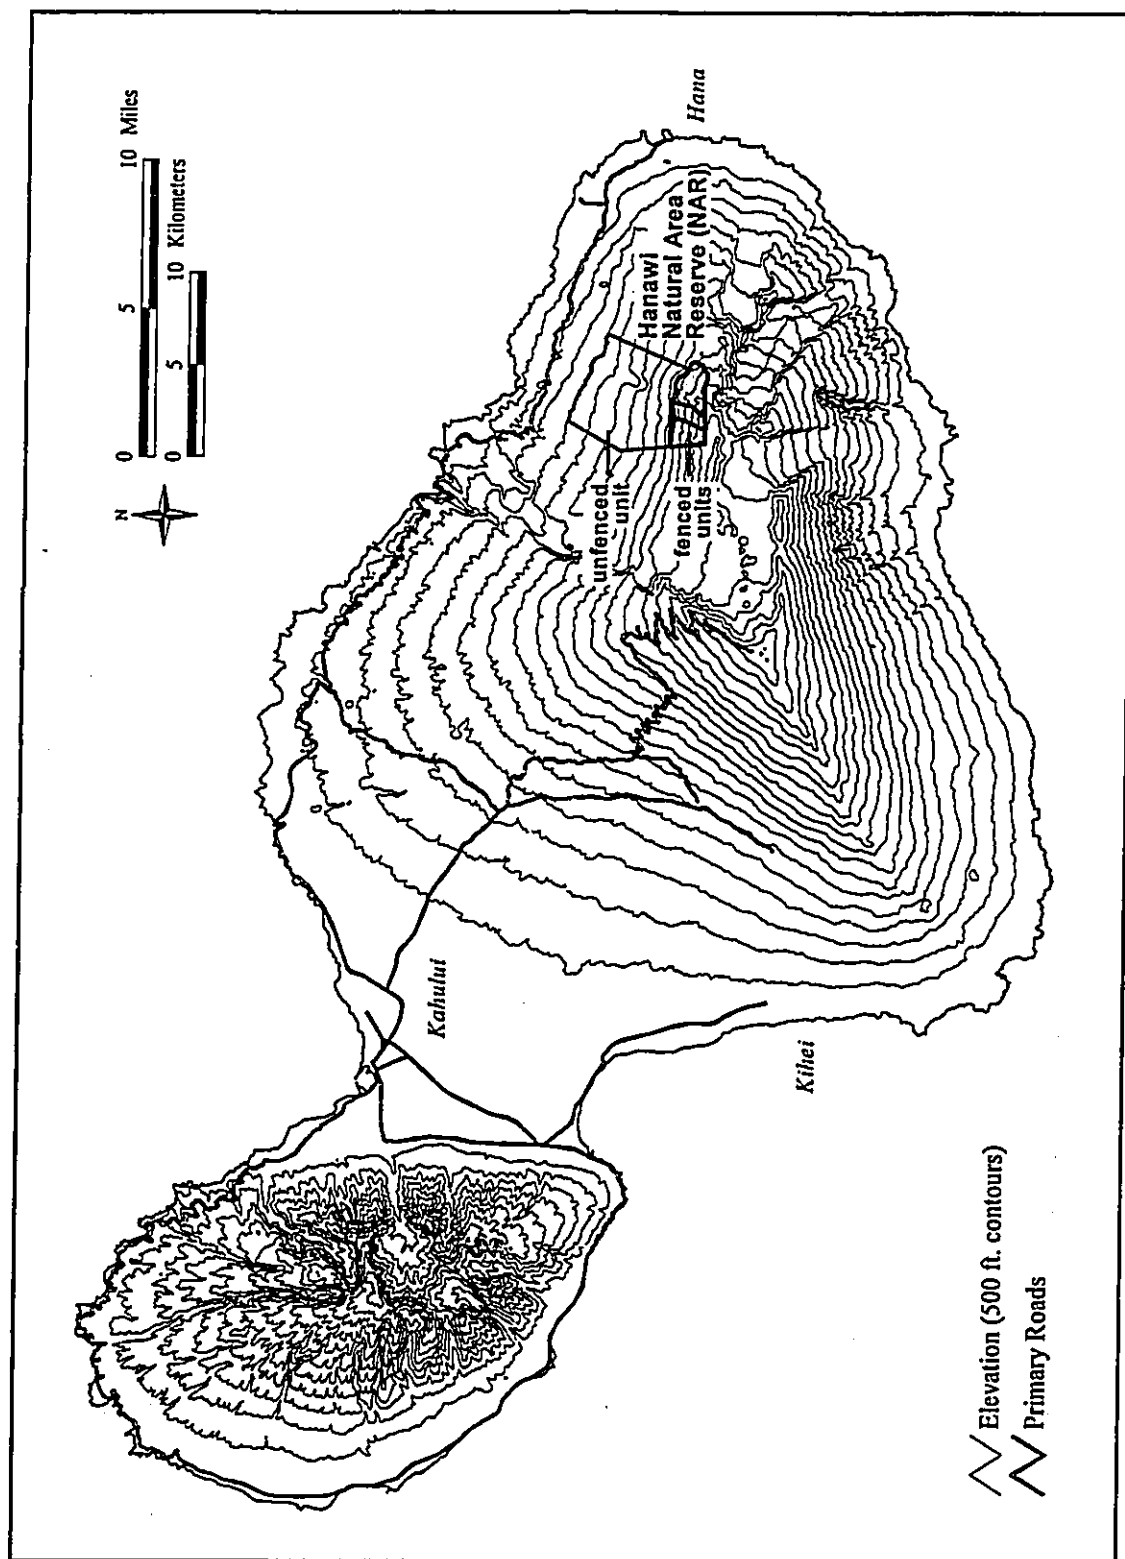 N
0 5 10 Miles
0 5 10 Kilometers
Hana
Hanawi
Natural Area
Reserve (NAR)
unfenced
unit
fenced
units
Kahului
Kihei
Elevation (500 ft. contours)
Primary Roads